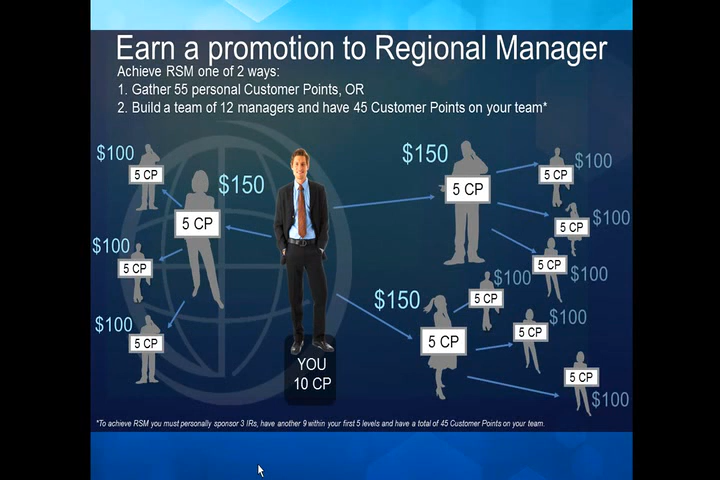 Earn a promotion to Regional Manager
Achieve RSM one of 2 ways:
1. Gather 55 personal Customer Points, OR
2. Build a team of 12 managers and have 45 Customer Points on your team*
$100
5 CP
$150
5 CP
$100
5 CP
$100
5 CP
YOU
10 CP
$150
5 CP
$100
5 CP
$100
5 CP
$100
5 CP
$150
5 CP
$100
5 CP
$100
5 CP
$100
5 CP
*To achieve RSM you must personally sponsor 3 IRs, have another 9 within your first 5 levels and have a total of 45 Customer Points on your team.